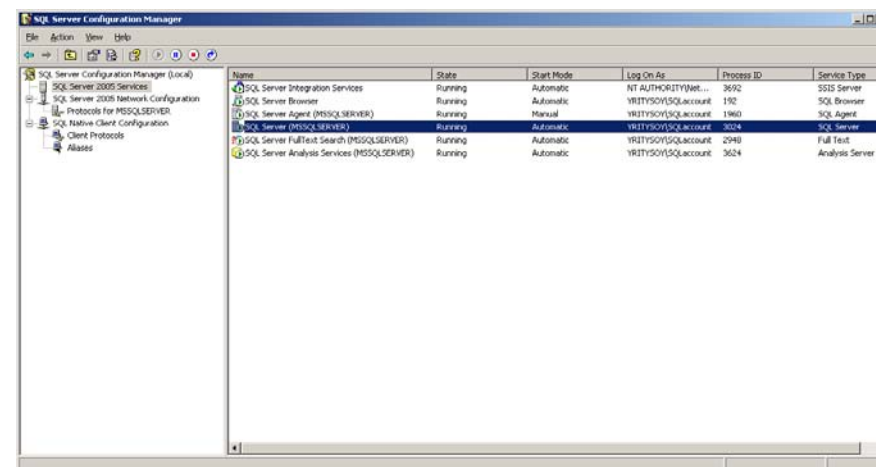 SQL Server Configuration Manager
File Action View Help
SQL Server Configuration Manager (Local)
SQL Server 2005 Services
SQL Server 2005 Network Configuration
Protocols for MSSQLSERVER
SQL Native Client Configuration
Client Protocols
Aliases
Name State Start Mode Log On As Process ID Service Type
SQL Server Integration Services Running Automatic NT AUTHORITY\Net... 3692 SSIS Server
SQL Server Browser Running Automatic YRITYSOY\SQLaccount 192 SQL Browser
SQL Server Agent (MSSQLSERVER) Running Manual YRITYSOY\SQLaccount 1960 SQL Agent
SQL Server (MSSQLSERVER) Running Automatic YRITYSOY\SQLaccount 3024 SQL Server
SQL Server FullText Search (MSSQLSERVER) Running Automatic YRITYSOY\SQLaccount 2948 Full Text
SQL Server Analysis Services (MSSQLSERVER) Running Automatic YRITYSOY\SQLaccount 3624 Analysis Server